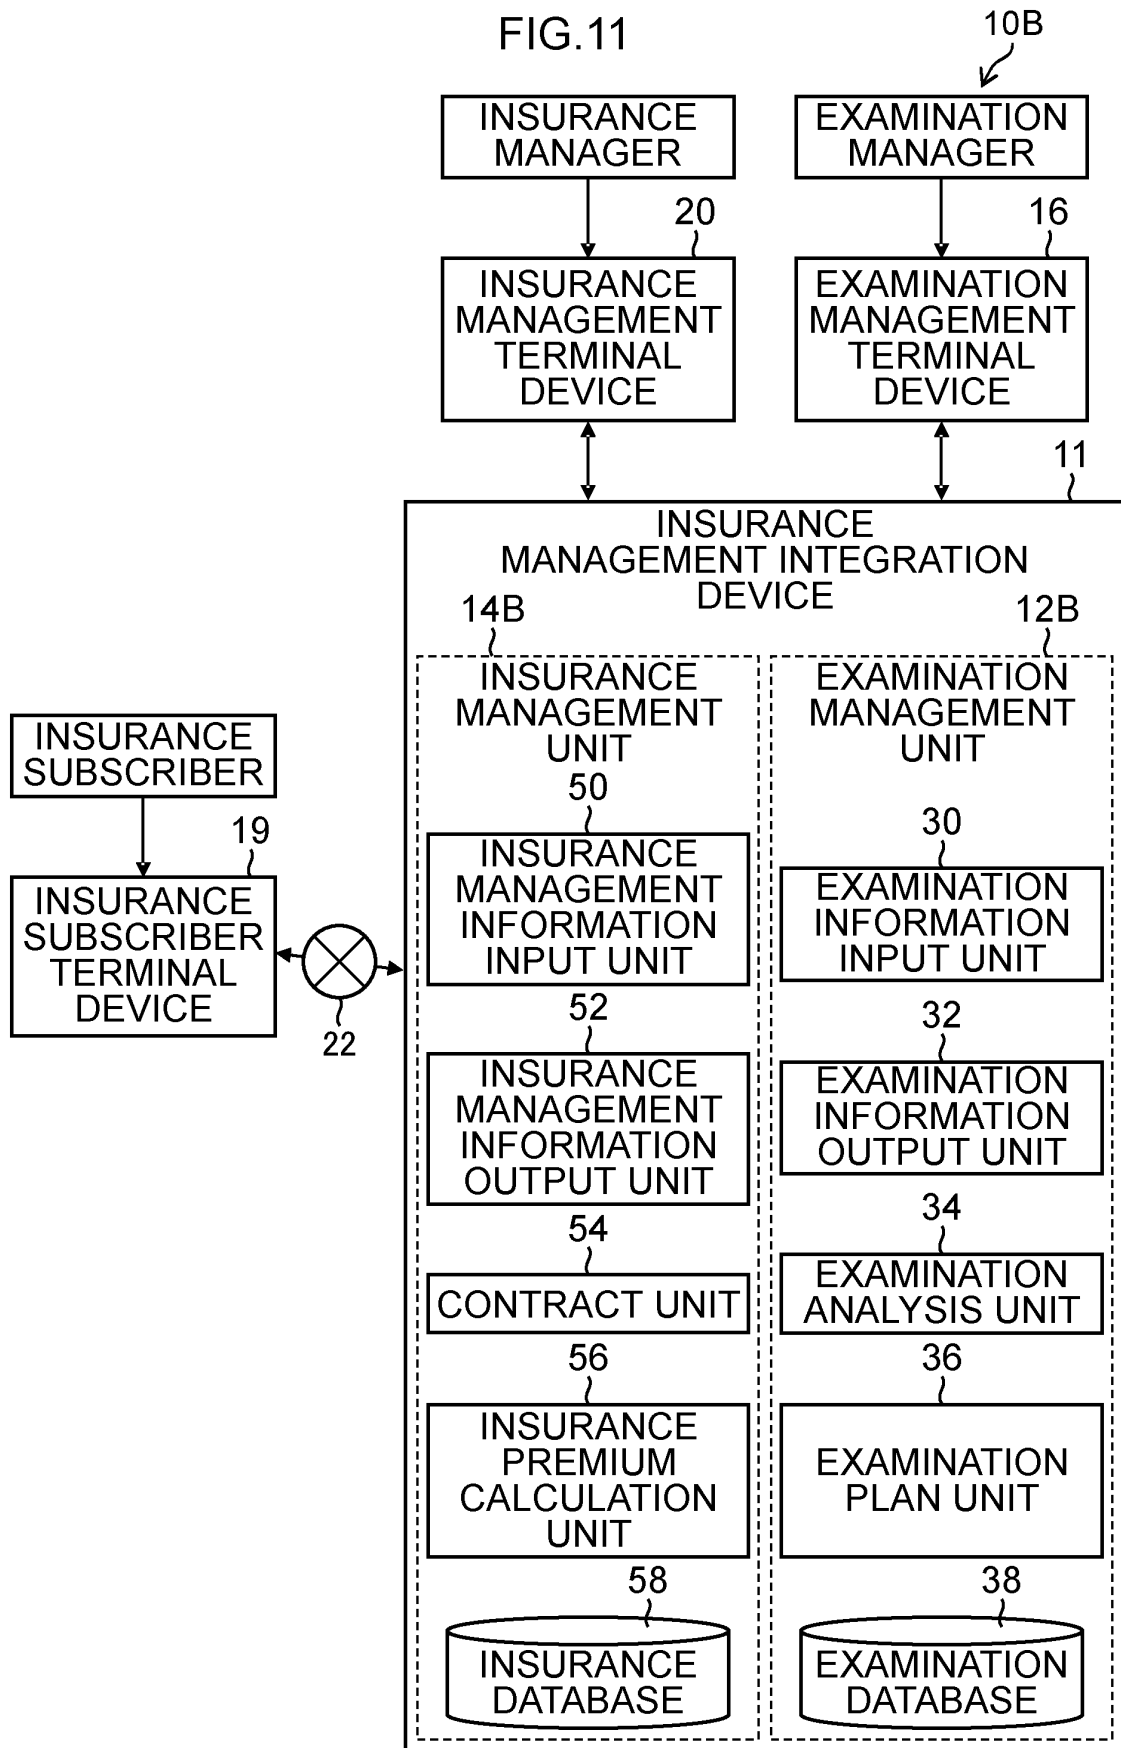 FIG.11
10B
INSURANCE
MANAGER
EXAMINATION
MANAGER
20
16
INSURANCE
MANAGEMENT
TERMINAL
DEVICE
EXAMINATION
MANAGEMENT
TERMINAL
DEVICE
11
INSURANCE
MANAGEMENT INTEGRATION
DEVICE
14B
12B
INSURANCE
MANAGEMENT
UNIT
EXAMINATION
MANAGEMENT
UNIT
INSURANCE
SUBSCRIBER
19
INSURANCE
SUBSCRIBER
TERMINAL
DEVICE
22
50
INSURANCE
MANAGEMENT
INFORMATION
INPUT UNIT
30
EXAMINATION
INFORMATION
INPUT UNIT
52
INSURANCE
MANAGEMENT
INFORMATION
OUTPUT UNIT
32
EXAMINATION
INFORMATION
OUTPUT UNIT
54
CONTRACT UNIT
34
EXAMINATION
ANALYSIS UNIT
56
INSURANCE
PREMIUM
CALCULATION
UNIT
36
EXAMINATION
PLAN UNIT
58
INSURANCE
DATABASE
38
EXAMINATION
DATABASE